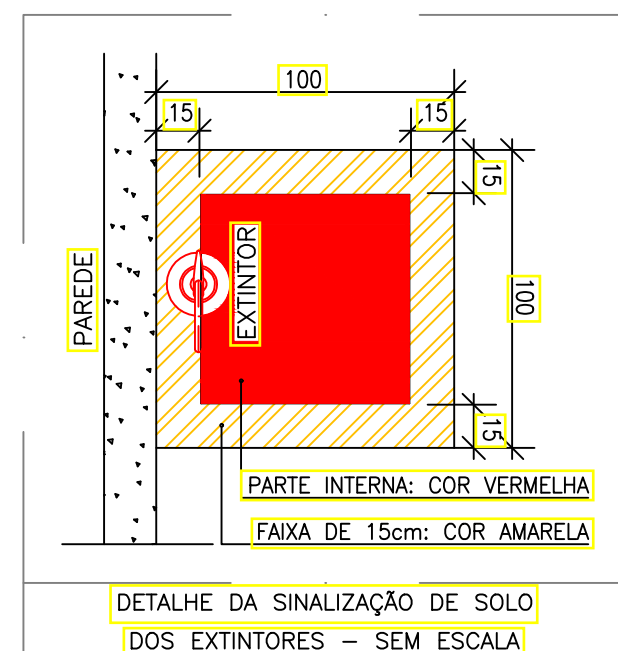 100
15
15
15
EXTINTOR
PAREDE
100
15
PARTE INTERNA: COR VERMELHA
FAIXA DE 15cm: COR AMARELA
DETALHE DA SINALIZAÇÃO DE SOLO
DOS EXTINTORES – SEM ESCALA